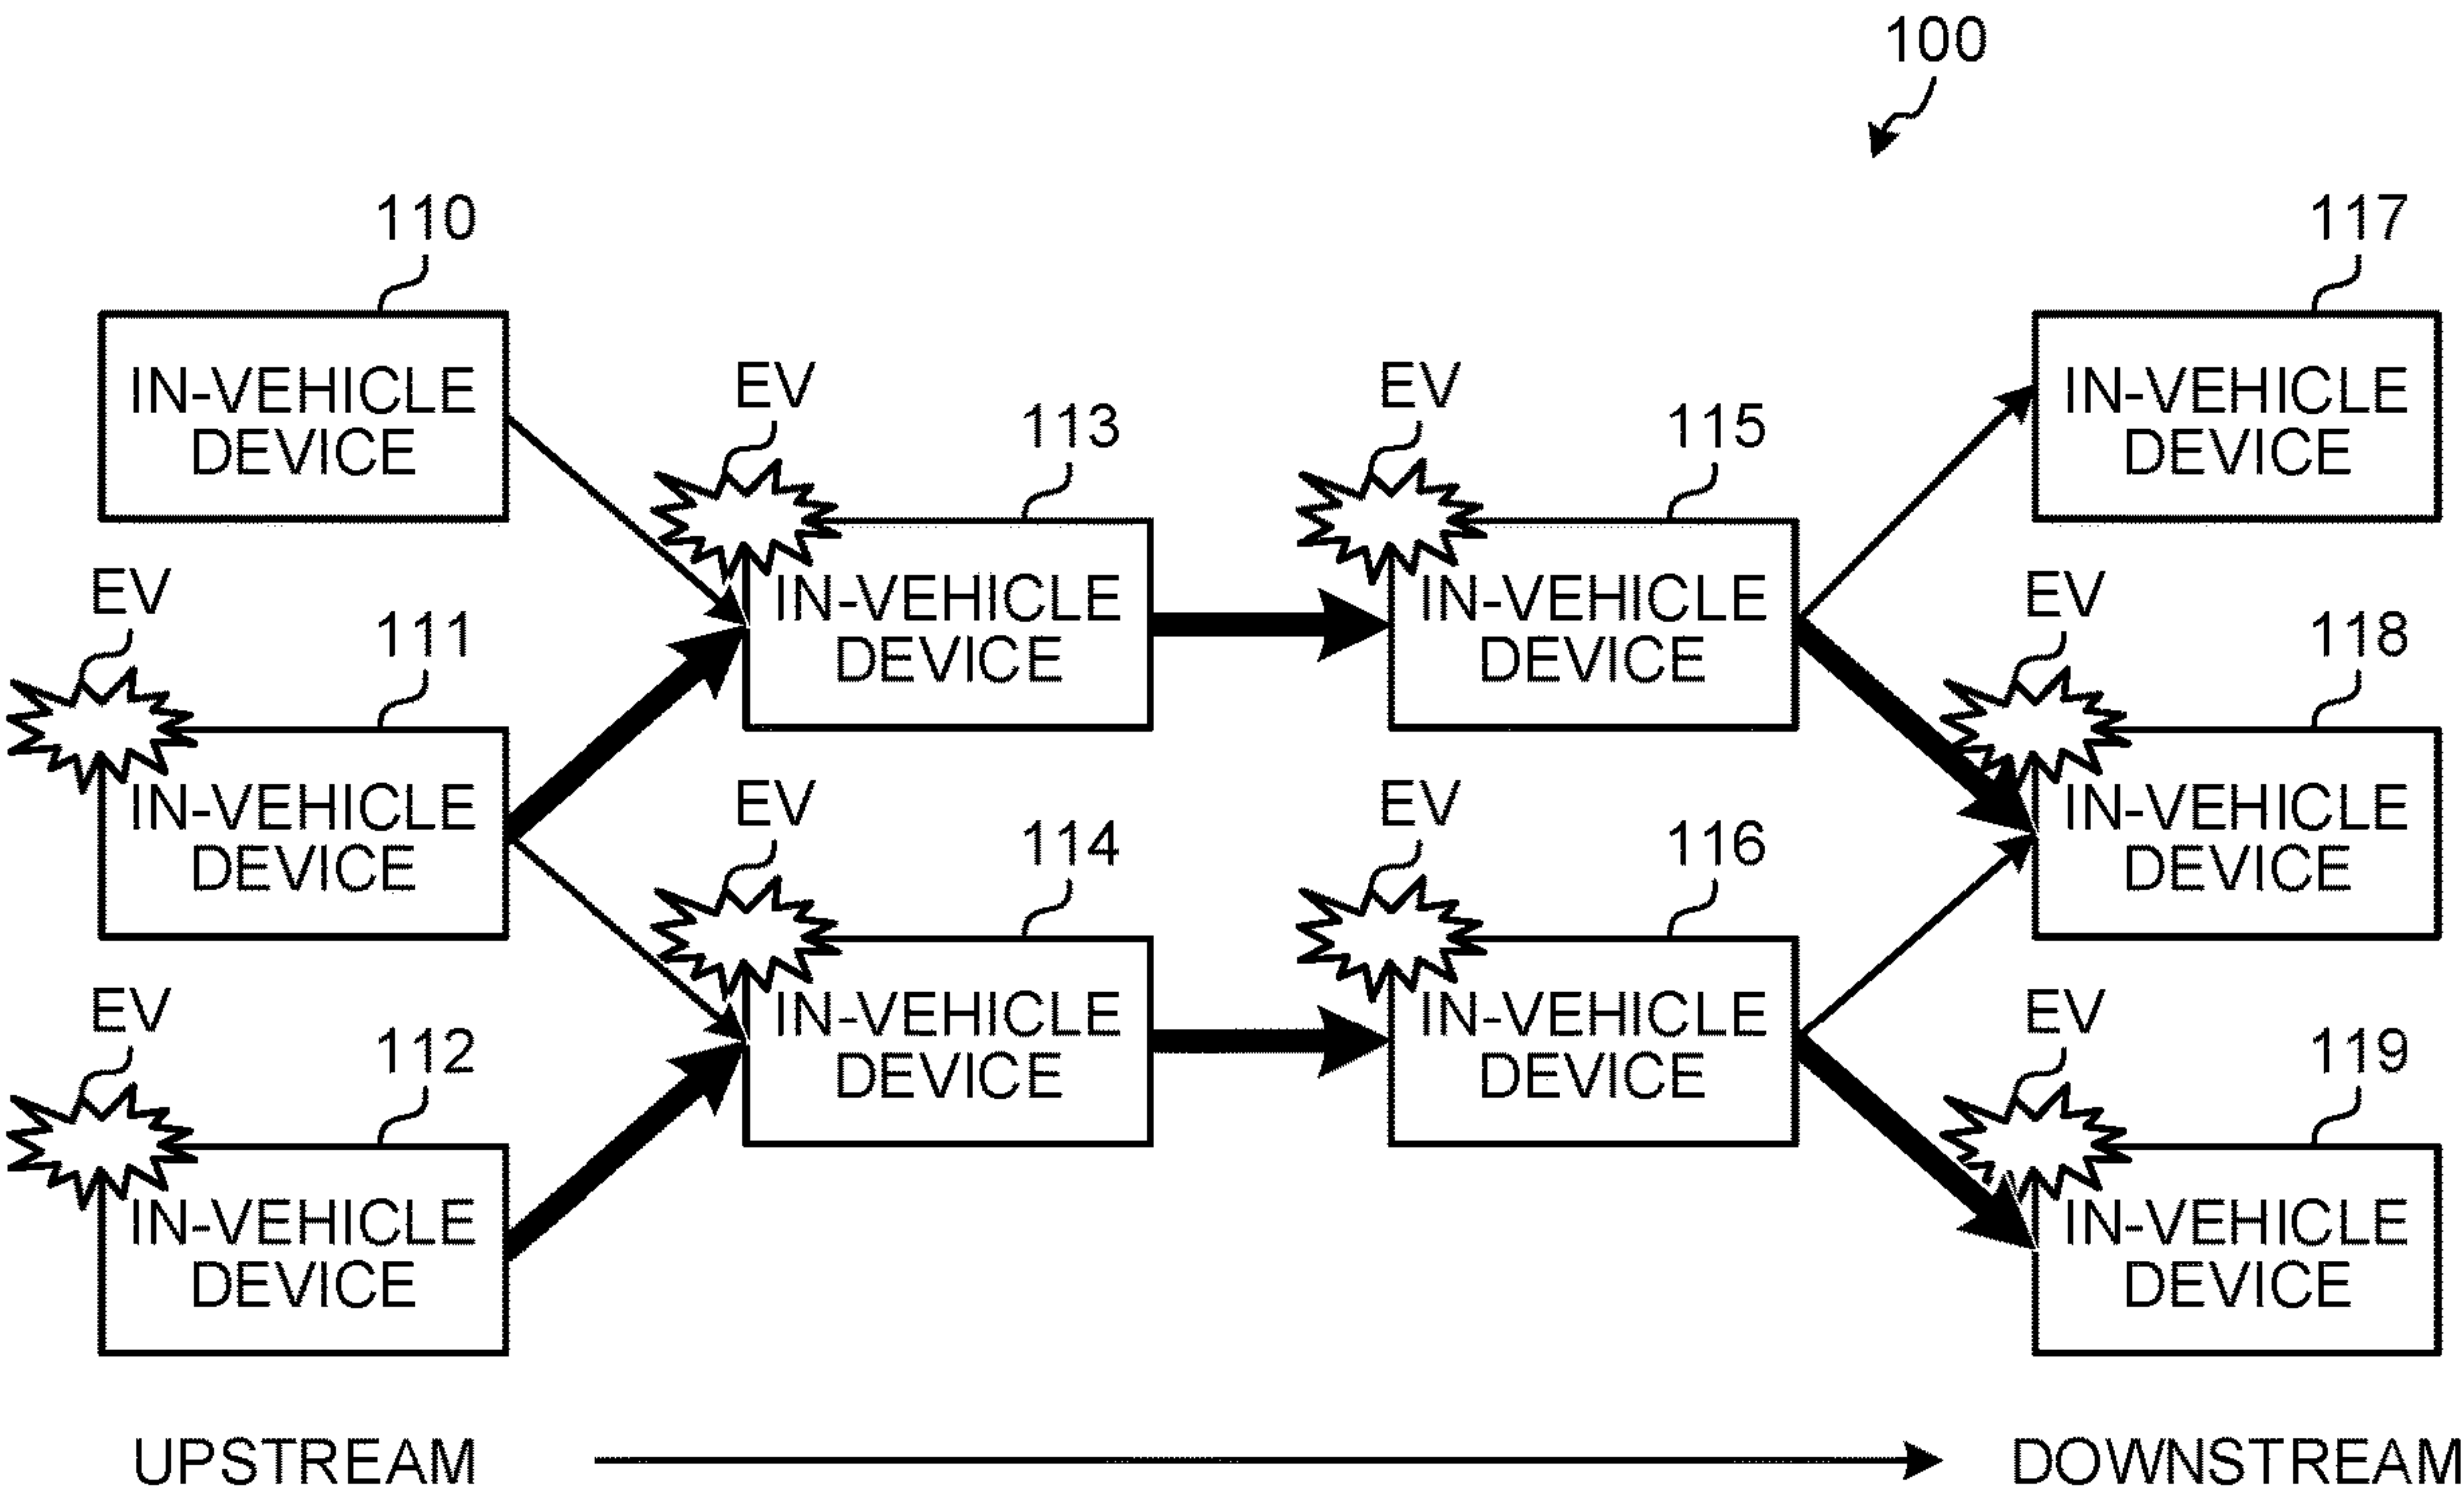 100
110
117
IN-VEHICLE
DEVICE
IN-VEHICLE
DEVICE
EV
113
EV
115
IN-VEHICLE
DEVICE
IN-VEHICLE
DEVICE
EV
111
EV
118
IN-VEHICLE
DEVICE
IN-VEHICLE
DEVICE
EV
114
EV
116
IN-VEHICLE
DEVICE
IN-VEHICLE
DEVICE
EV
112
EV
119
IN-VEHICLE
DEVICE
IN-VEHICLE
DEVICE
UPSTREAM
DOWNSTREAM